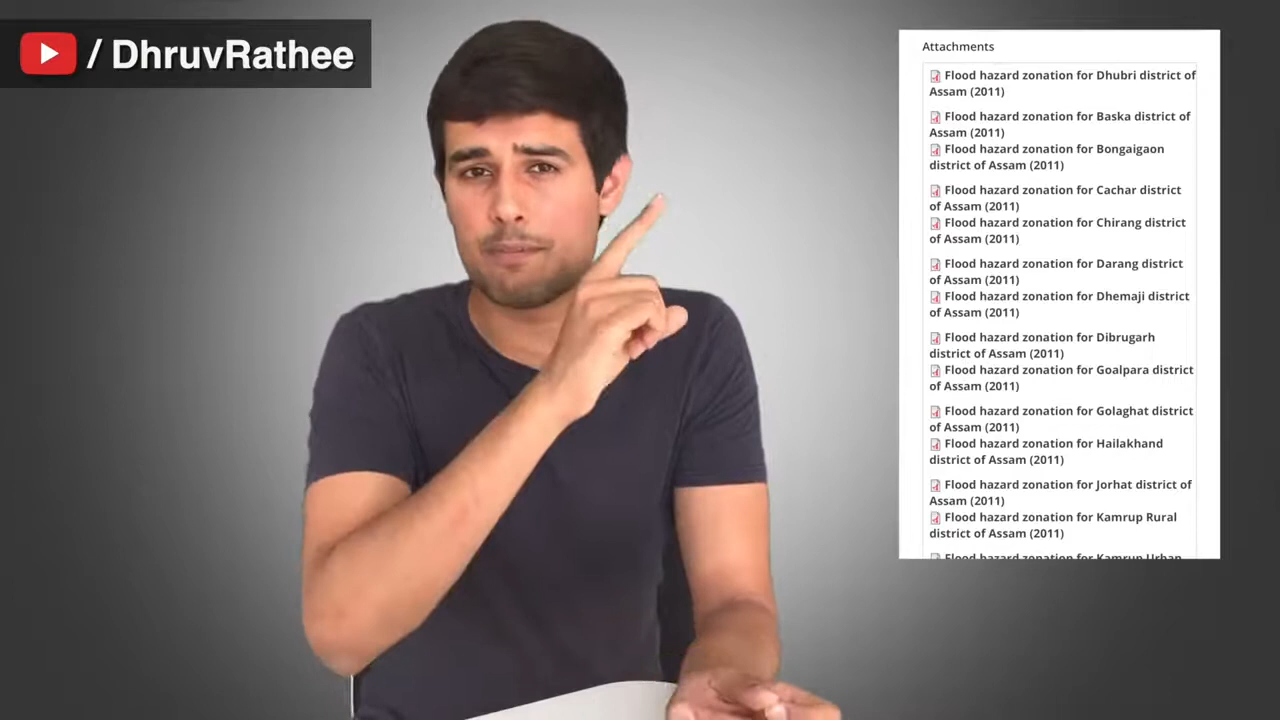 / DhruvRathee
Attachments
Flood hazard zonation for Dhubri district of
Assam (2011)
Flood hazard zonation for Baska district of
Assam (2011)
Flood hazard zonation for Bongaigaon
district of Assam (2011)
Flood hazard zonation for Cachar district
of Assam (2011)
Flood hazard zonation for Chirang district
of Assam (2011)
Flood hazard zonation for Darang district
of Assam (2011)
Flood hazard zonation for Dhemaji district
of Assam (2011)
Flood hazard zonation for Dibrugarh
district of Assam (2011)
Flood hazard zonation for Goalpara district
of Assam (2011)
Flood hazard zonation for Golaghat district
of Assam (2011)
Flood hazard zonation for Hailakhand
district of Assam (2011)
Flood hazard zonation for Jorhat district of
Assam (2011)
Flood hazard zonation for Kamrup Rural
district of Assam (2011)
Flood hazard zonation for Kamrup Urban